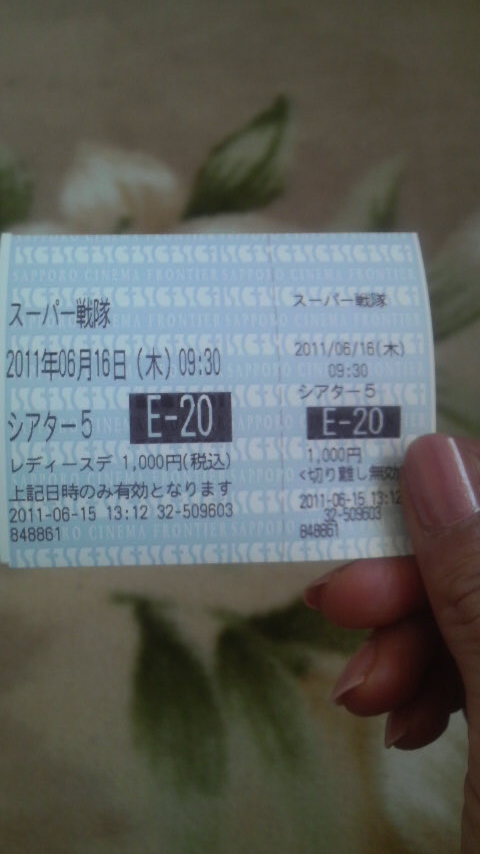 SAPPORO CINEMA FRONTIER SAPPORO CINEMA FRONTIER
スーパー戦隊
2011年06月16日（木）09:30
シアター５
E-20
レディースデ 1,000円(税込)
上記日時のみ有効となります
2011-06-15 13:12 32-509603
848861
スーパー戦隊
2011/06/16(木)
09:30
シアター５
E-20
1,000円
<切り離し無効
2011-06-15 13:12
32-509603
848861